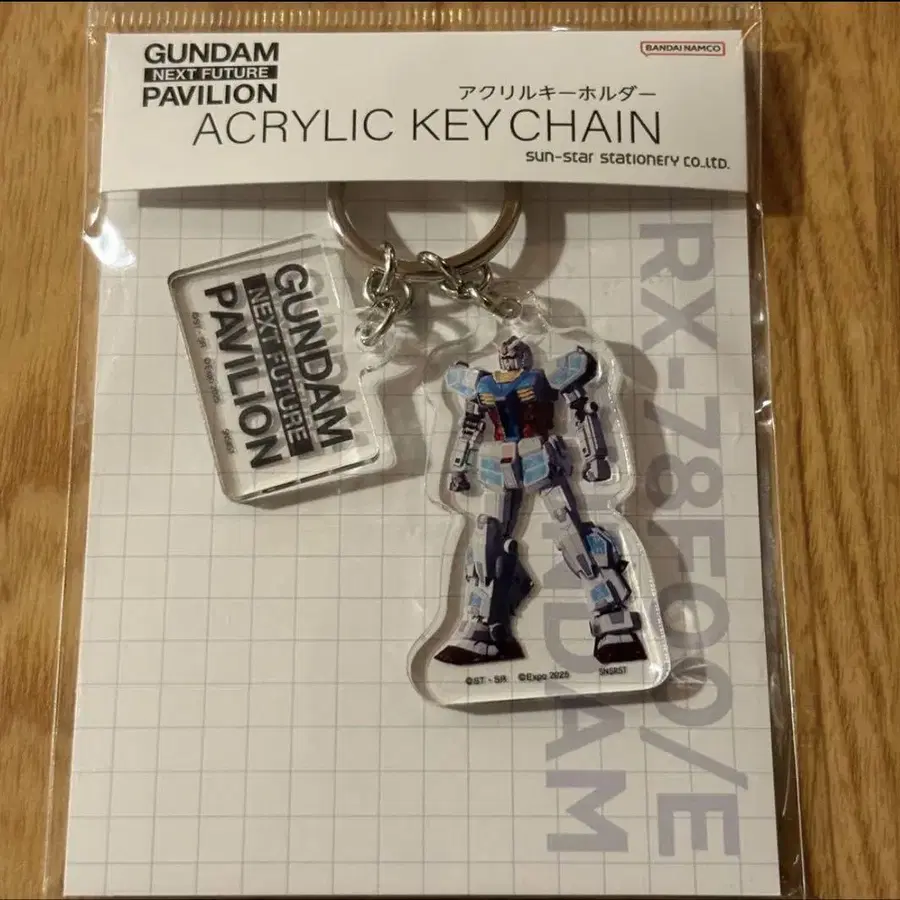 GUNDAM
NEXT FUTURE
PAVILION
BANDAI NAMCO
アクリルキーホルダー
ACRYLIC KEY CHAIN
sun-star stationery co.,ltd.
GUNDAM
NEXT FUTURE
PAVILION
RX-78F00/E
GUNDAM
©ST・SR ©Expo 2025 SNSRST